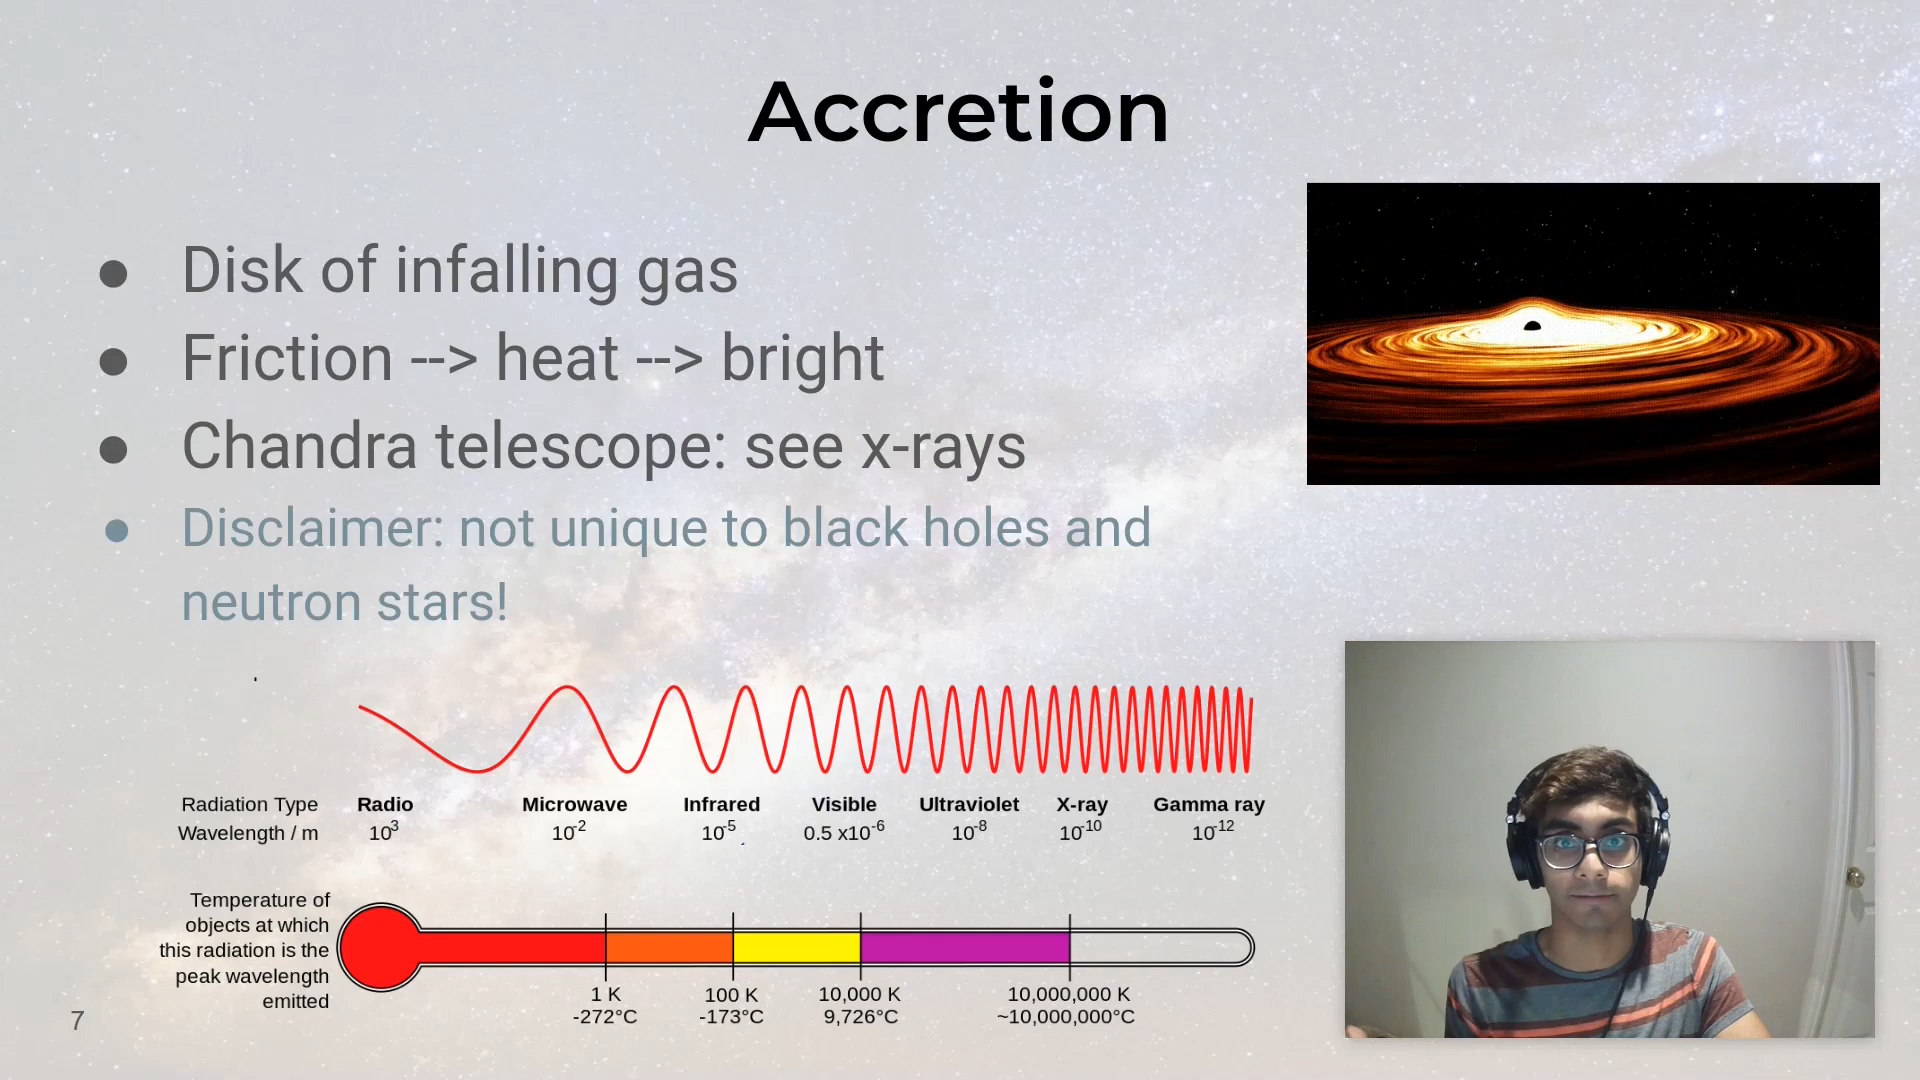 Accretion
● Disk of infalling gas
● Friction --> heat --> bright
● Chandra telescope: see x-rays
● Disclaimer: not unique to black holes and
neutron stars!
Radiation Type Radio Microwave Infrared Visible Ultraviolet X-ray Gamma ray
Wavelength / m 10³ 10⁻² 10⁻⁵ 0.5 x10⁻⁶ 10⁻⁸ 10⁻¹⁰ 10⁻¹²
Temperature of
objects at which
this radiation is the
peak wavelength
emitted
1 K 100 K 10,000 K 10,000,000 K
-272°C -173°C 9,726°C ~10,000,000°C
7